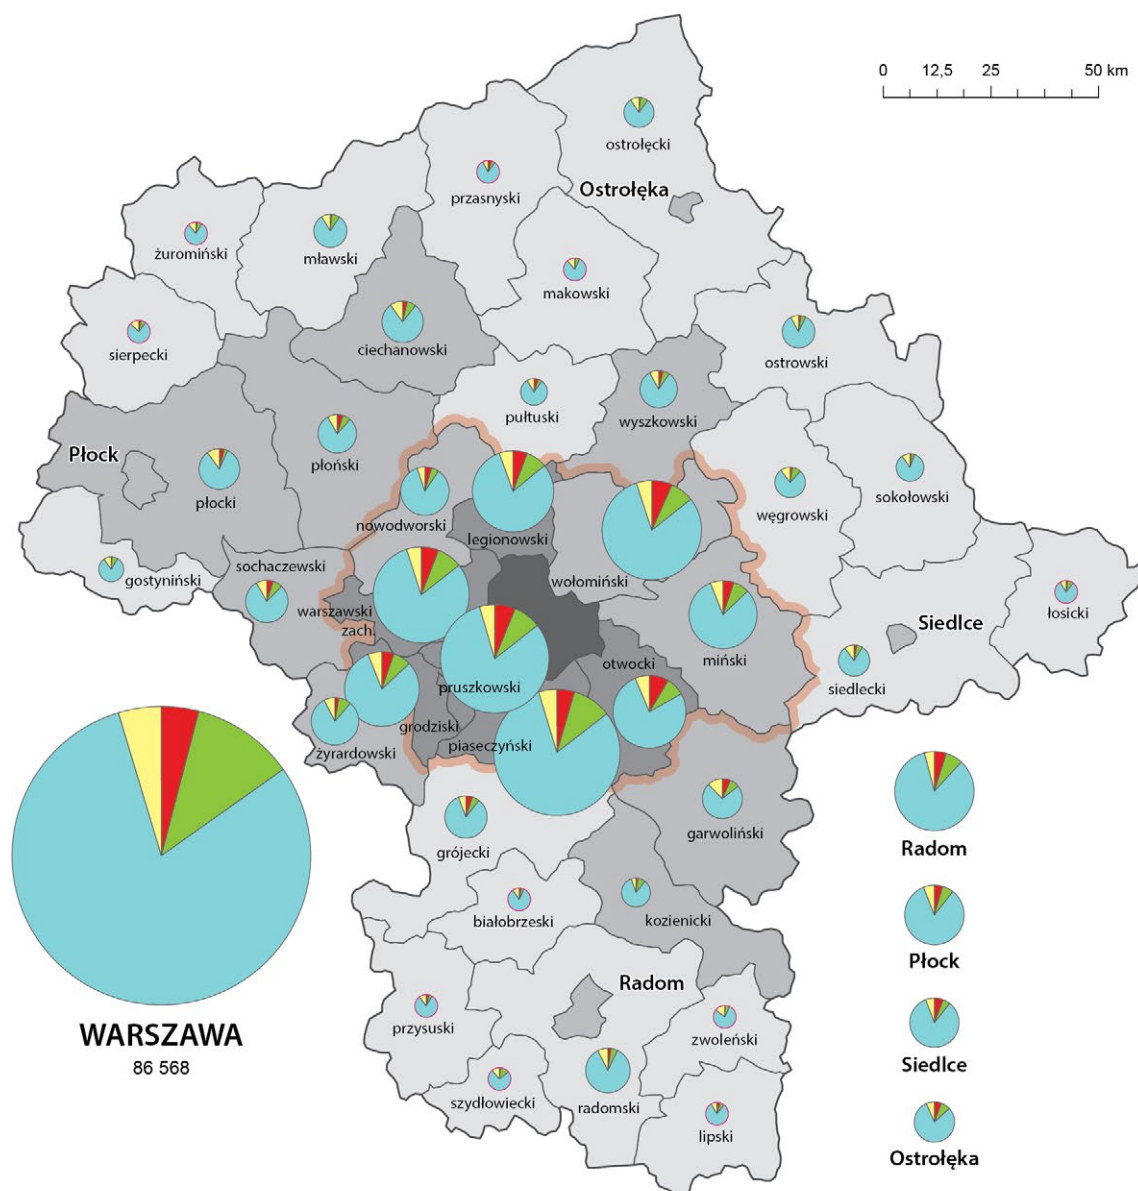 0 12,5 25 50 km
ostrołęcki
przasnyski
Ostrołęka
żuromiński
mławski
makowski
sierpecki
ciechanowski
ostrowski
pułtuski
wyszkowski
Płock
płoński
płocki
sokołowski
węgrowski
nowodworski
legionowski
sochaczewski
gostyniński
wołomiński
warszawski
zach.
łosicki
Siedlce
miński
otwocki
siedlecki
pruszkowski
grodziski
piaseczyński
żyrardowski
garwoliński
grójecki
Radom
białobrzeski
kozienicki
Płock
WARSZAWA
86 568
Radom
przysuski
zwoleński
Siedlce
szydłowiecki
radomski
lipski
Ostrołęka